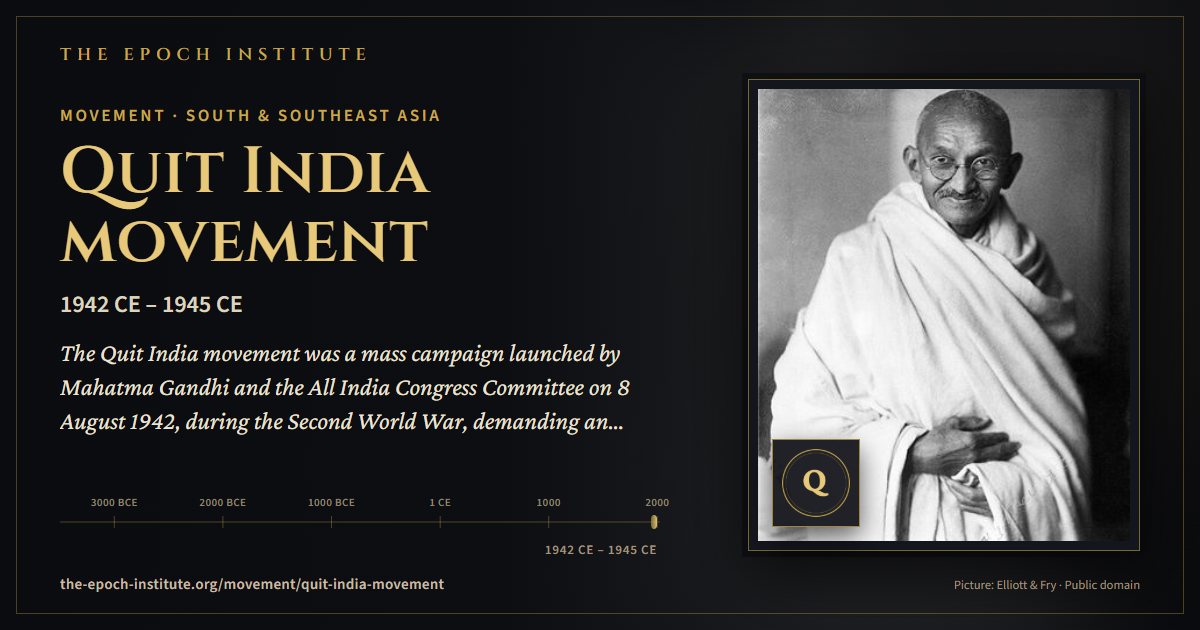 THE EPOCH INSTITUTE
MOVEMENT · SOUTH & SOUTHEAST ASIA
QUIT INDIA
MOVEMENT
1942 CE – 1945 CE
The Quit India movement was a mass campaign launched by
Mahatma Gandhi and the All India Congress Committee on 8
August 1942, during the Second World War, demanding an...
3000 BCE 2000 BCE 1000 BCE 1 CE 1000 2000
1942 CE – 1945 CE
the-epoch-institute.org/movement/quit-india-movement
Q
Picture: Elliott & Fry · Public domain